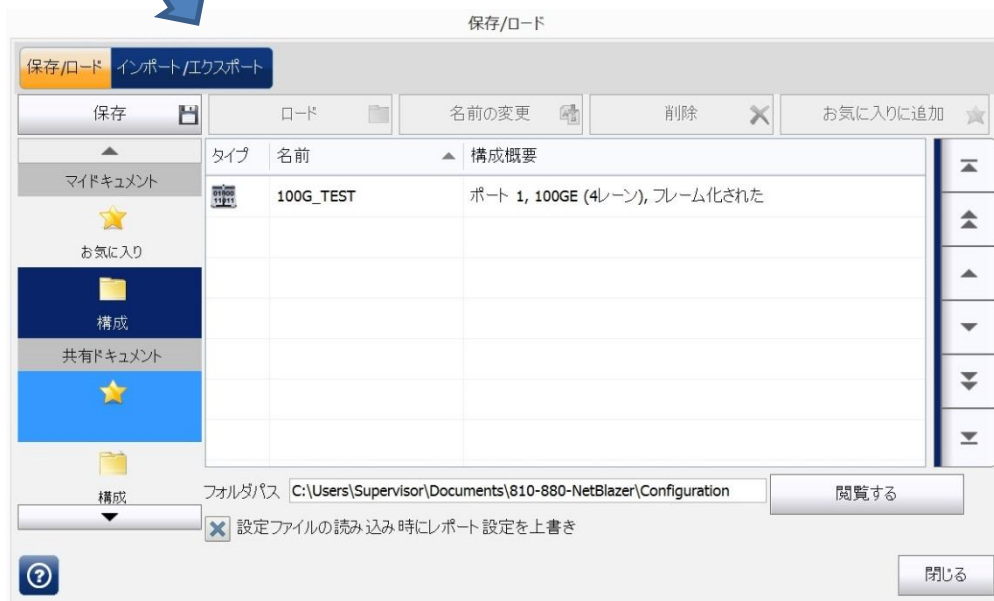 保存/ロード
保存/ロード インポート/エクスポート
保存 ロード 名前の変更 削除 お気に入りに追加
マイドキュメント
お気に入り
構成
共有ドキュメント
構成
タイプ 名前 構成概要
01000
11011
100G_TEST ポート 1, 100GE (4レーン), フレーム化された
フォルダパス C:\Users\Supervisor\Documents\810-880-NetBlazer\Configuration 閲覧する
設定ファイルの読み込み時にレポート設定を上書き
? 閉じる